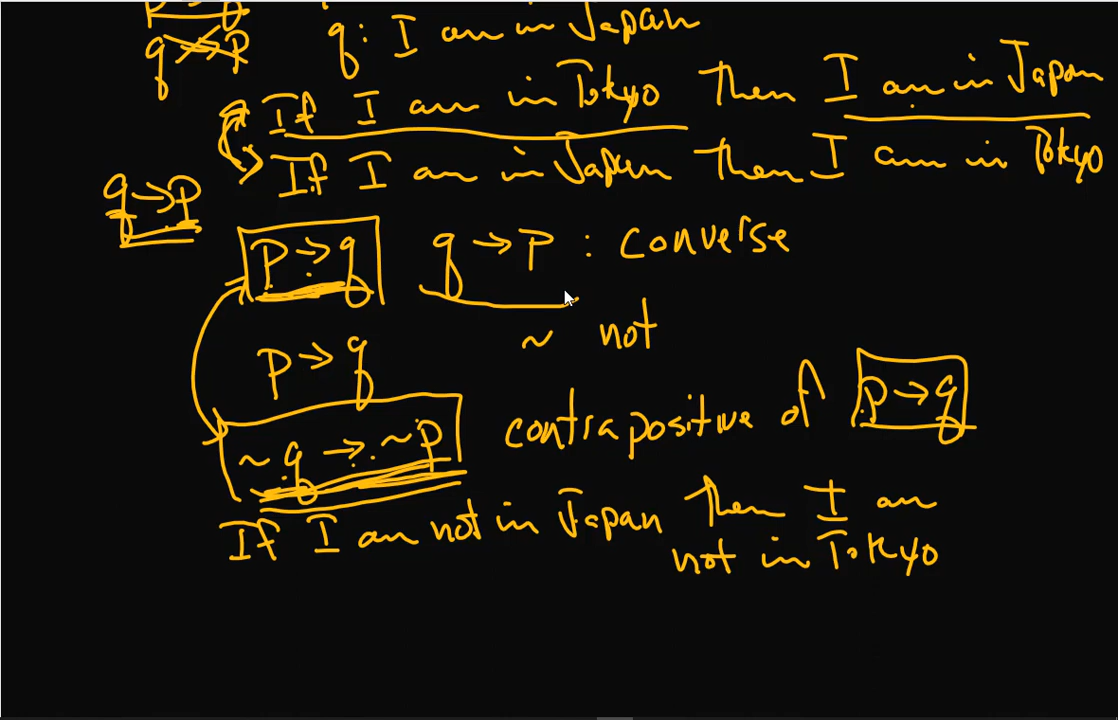 q: I am in Japan
q → p
If I am in Tokyo then I am in Japan
If I am in Japan then I am in Tokyo
q → p
p → q q → p : converse
~ not
p → q
~q → ~p contrapositive of p → q
If I am not in Japan then I am
not in Tokyo